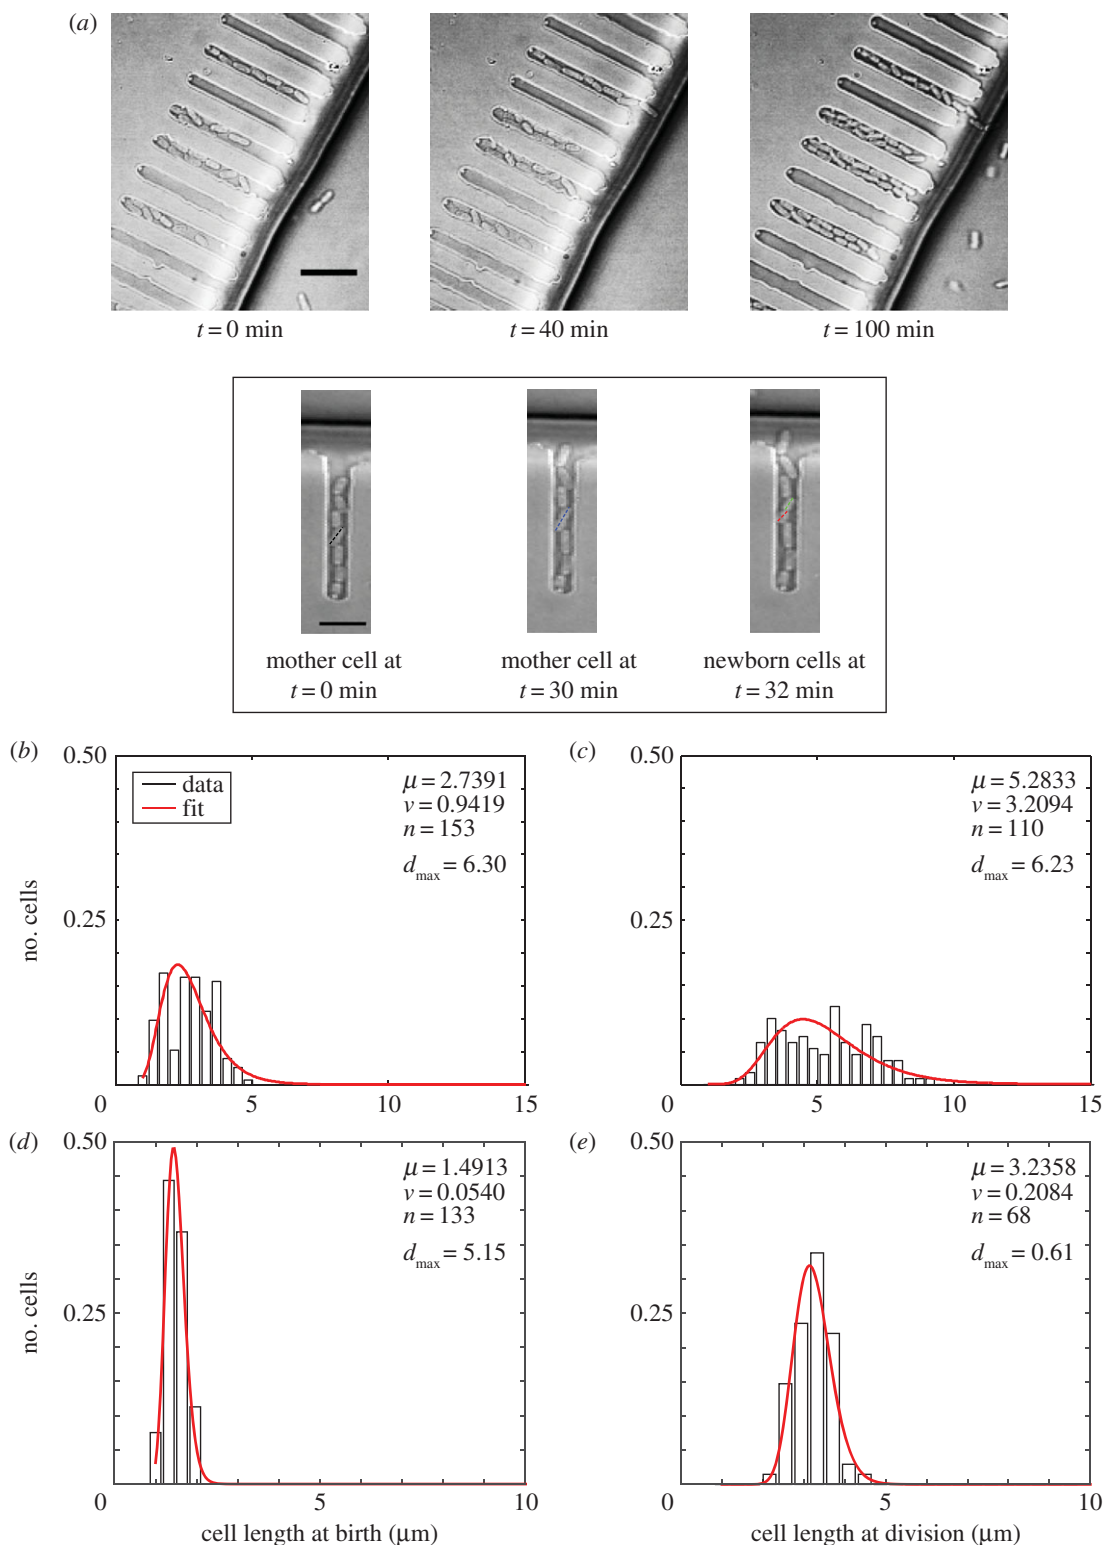 (a)
t = 0 min
t = 40 min
t = 100 min
mother cell at
t = 0 min
mother cell at
t = 30 min
newborn cells at
t = 32 min
(b)
0.50
data
fit
μ = 2.7391
v = 0.9419
n = 153
d_max = 6.30
0.25
no. cells
0
5
10
15
(c)
0.50
μ = 5.2833
v = 3.2094
n = 110
d_max = 6.23
0.25
0
5
10
15
(d)
0.50
μ = 1.4913
v = 0.0540
n = 133
d_max = 5.15
0.25
no. cells
0
5
10
cell length at birth (μm)
(e)
0.50
μ = 3.2358
v = 0.2084
n = 68
d_max = 0.61
0.25
0
5
10
cell length at division (μm)